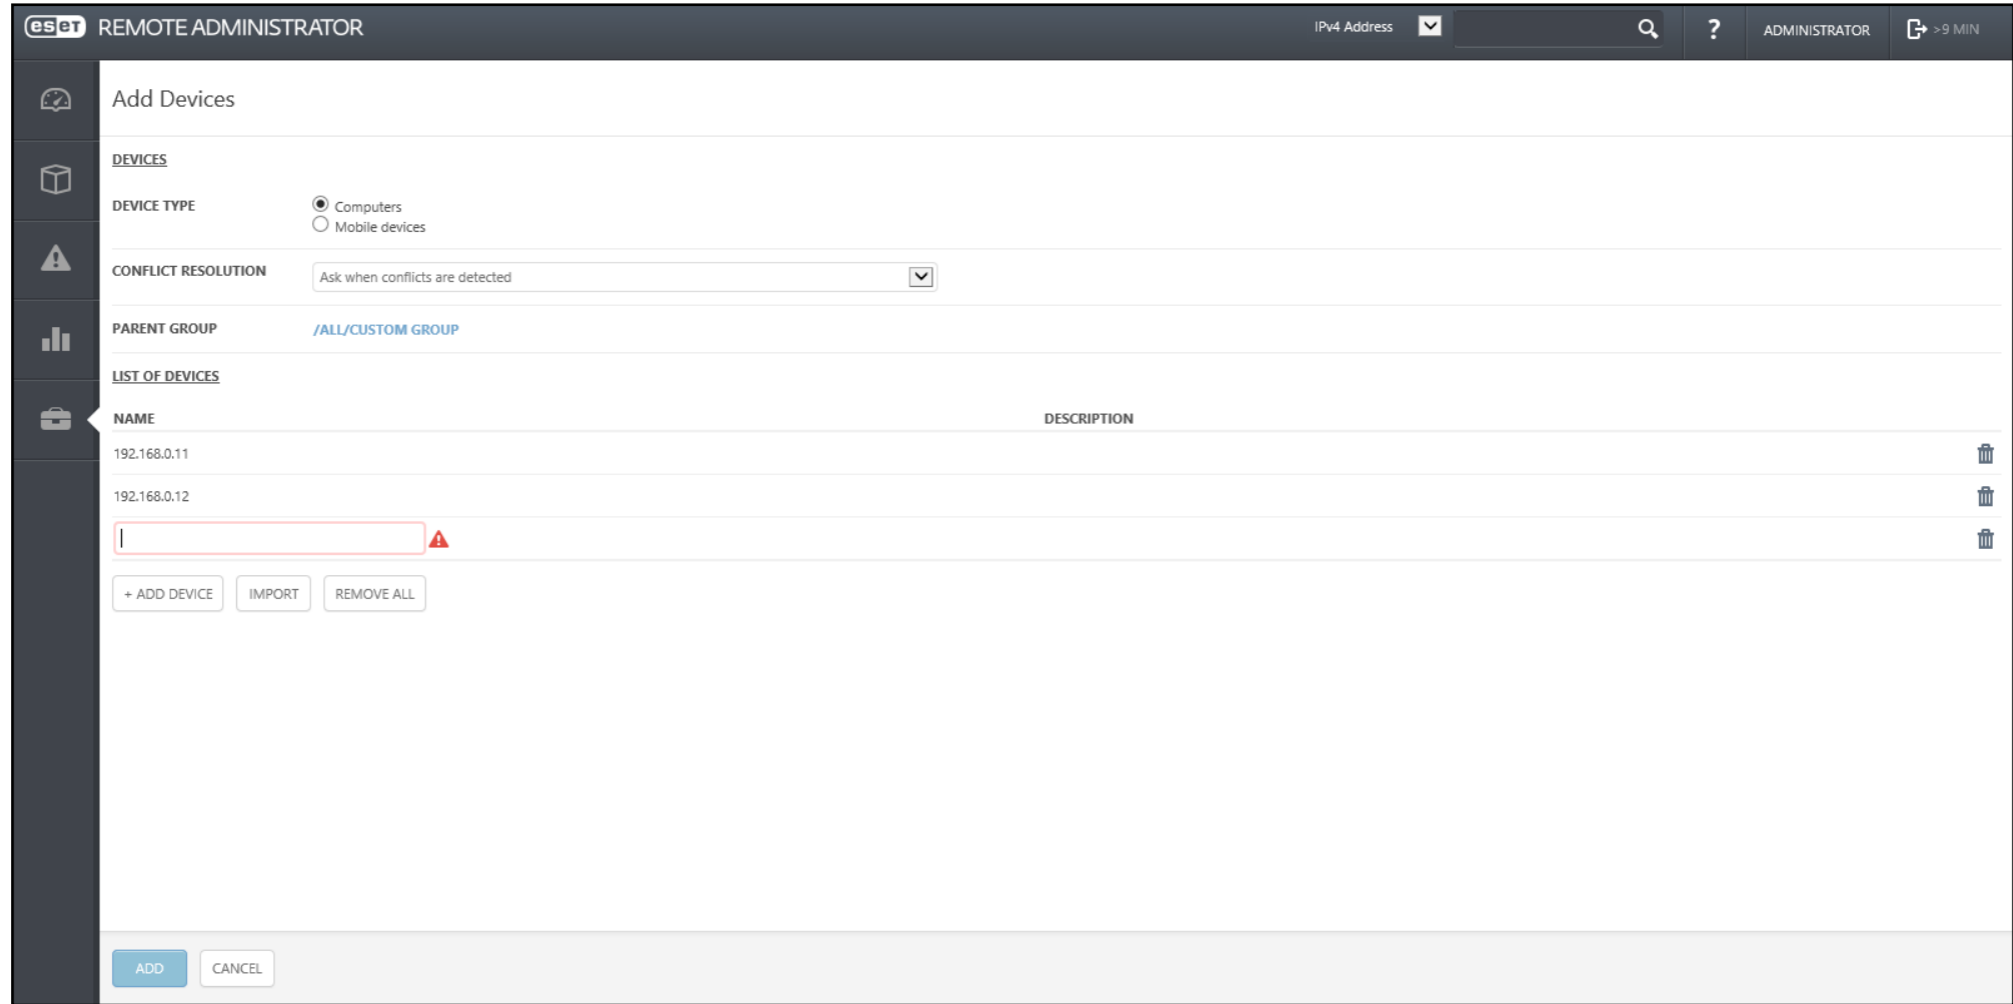 eset REMOTE ADMINISTRATOR IPv4 Address ? ADMINISTRATOR >9 MIN
Add Devices
DEVICES
DEVICE TYPE Computers
Mobile devices
CONFLICT RESOLUTION Ask when conflicts are detected
PARENT GROUP /ALL/CUSTOM GROUP
LIST OF DEVICES
NAME DESCRIPTION
192.168.0.11
192.168.0.12
+ ADD DEVICE IMPORT REMOVE ALL
ADD CANCEL